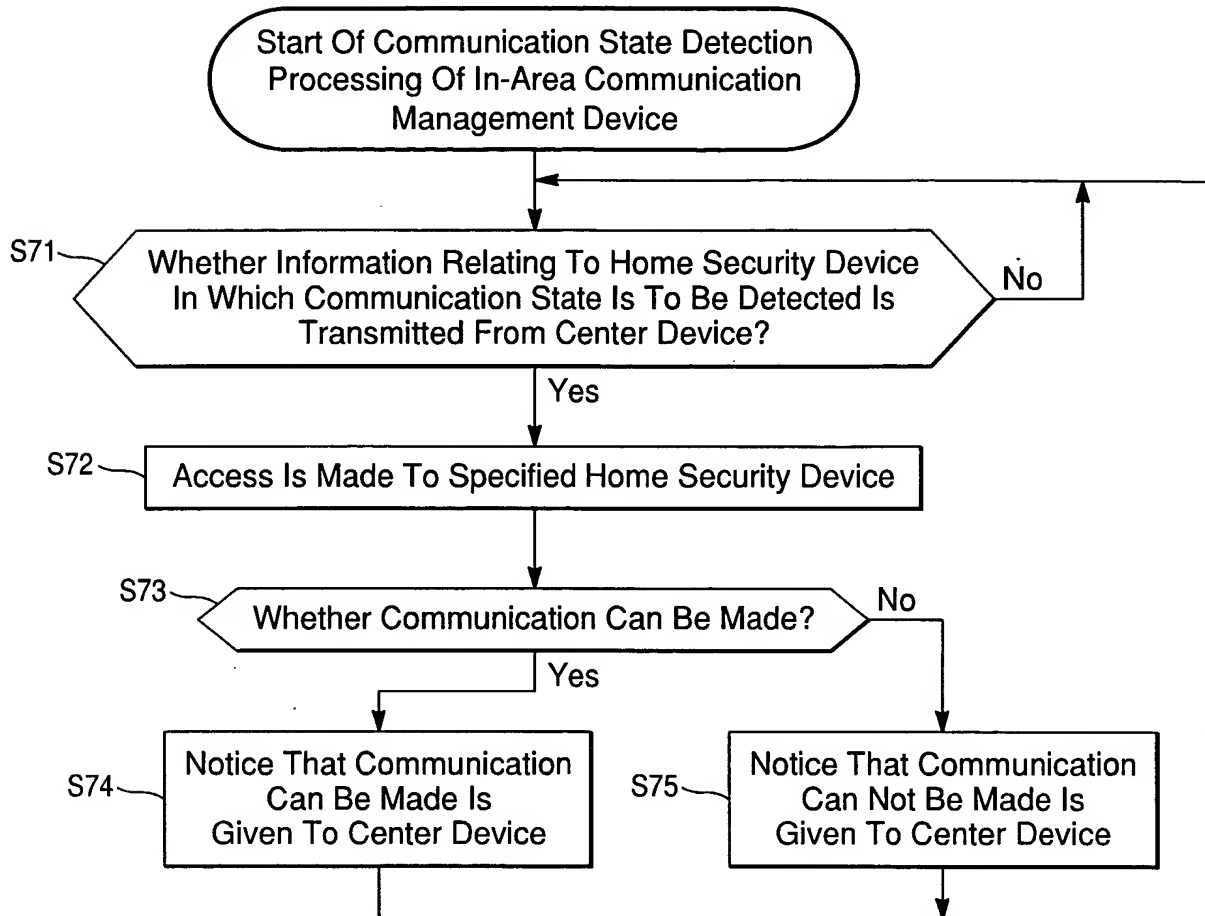 Start Of Communication State Detection
Processing Of In-Area Communication
Management Device
S71
Whether Information Relating To Home Security Device
In Which Communication State Is To Be Detected Is
Transmitted From Center Device?
No
Yes
S72
Access Is Made To Specified Home Security Device
S73
Whether Communication Can Be Made?
No
Yes
S74
Notice That Communication
Can Be Made Is
Given To Center Device
S75
Notice That Communication
Can Not Be Made Is
Given To Center Device